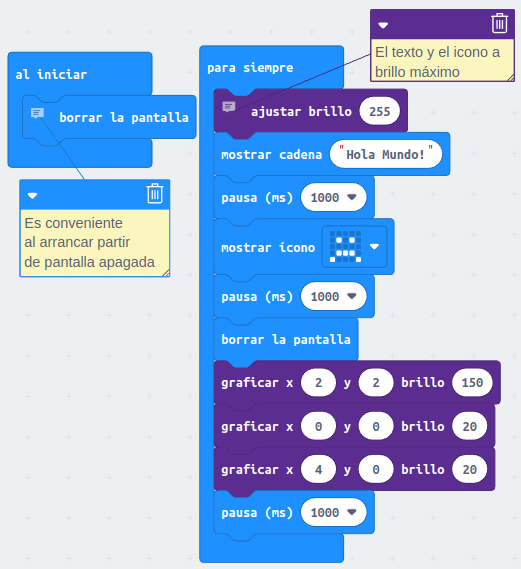 al iniciar
borrar la pantalla
Es conveniente
al arrancar partir
de pantalla apagada
para siempre
El texto y el icono a
brillo máximo
ajustar brillo 255
mostrar cadena "Hola Mundo!"
pausa (ms) 1000
mostrar icono
pausa (ms) 1000
borrar la pantalla
graficar x 2 y 2 brillo 150
graficar x 0 y 0 brillo 20
graficar x 4 y 0 brillo 20
pausa (ms) 1000